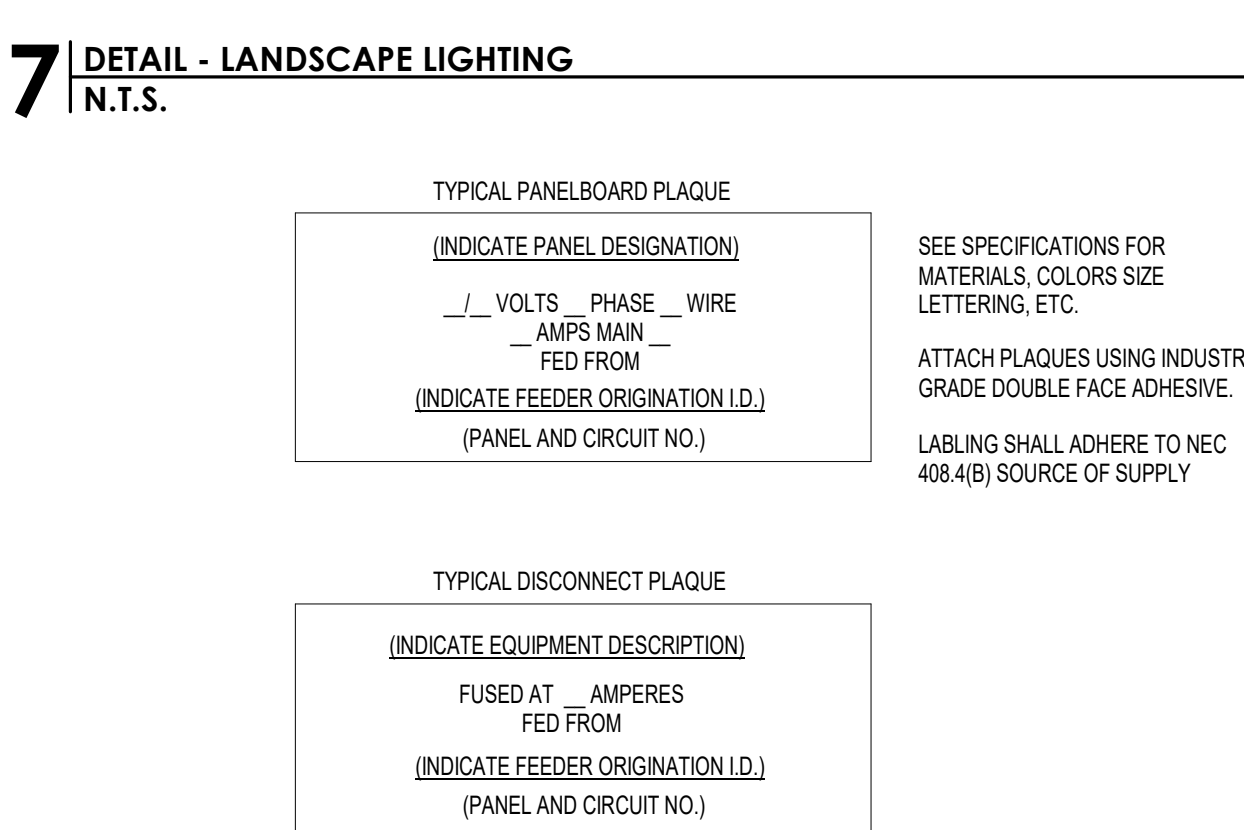 7
DETAIL - LANDSCAPE LIGHTING
N.T.S.
TYPICAL PANELBOARD PLAQUE
(INDICATE PANEL DESIGNATION)
__/__ VOLTS __ PHASE __ WIRE
__ AMPS MAIN __
FED FROM
(INDICATE FEEDER ORIGINATION I.D.)
(PANEL AND CIRCUIT NO.)
SEE SPECIFICATIONS FOR
MATERIALS, COLORS SIZE
LETTERING, ETC.
ATTACH PLAQUES USING INDUSTR
GRADE DOUBLE FACE ADHESIVE.
LABLING SHALL ADHERE TO NEC
408.4(B) SOURCE OF SUPPLY
TYPICAL DISCONNECT PLAQUE
(INDICATE EQUIPMENT DESCRIPTION)
FUSED AT __ AMPERES
FED FROM
(INDICATE FEEDER ORIGINATION I.D.)
(PANEL AND CIRCUIT NO.)